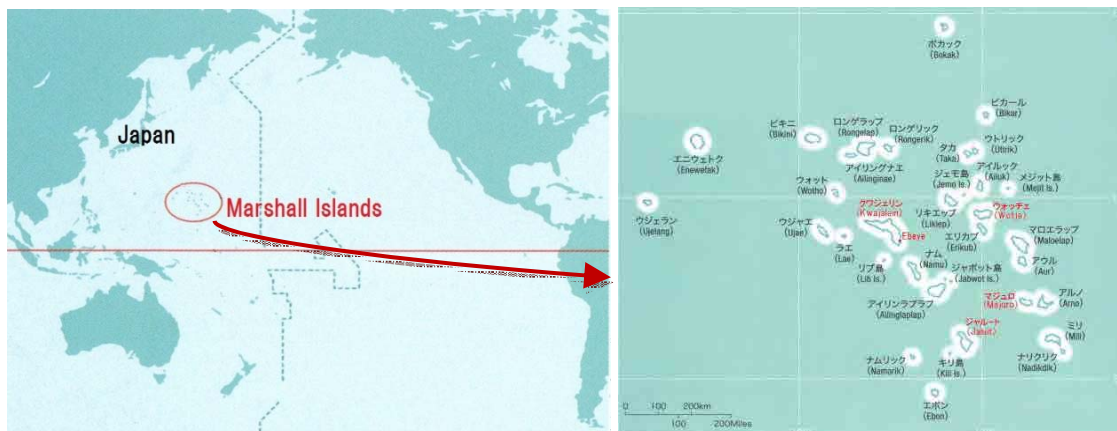 Japan
Marshall Islands
ボカック
(Bokak)
ビカール
(Bikar)
ビキニ
(Bikini)
ロンゲラップ
(Rongelap)
ロンゲリック
(Rongerik)
エニウェトク
(Enewetak)
アイリングナエ
(Ailinginae)
タカ
(Taka)
ウトリック
(Utirik)
アイルック
(Ailuk)
メジット島
(Mejit Is.)
ウォット
(Wotho)
ジェモ島
(Jemo Is.)
ウジェラン
(Ujelang)
クワジェリン
(Kwajalein)
リキエップ
(Likiep)
ウォッチェ
(Wotje)
ウジャエ
(Ujae)
Ebeye
エリカブ
(Erikub)
マロエラップ
(Maloelap)
ラエ
(Lae)
リブ島
(Lib Is.)
ナム
(Namu)
ジャボット島
(Jabwot Is.)
アウル
(Aur)
アイリンラプラプ
(Ailinglaplap)
マジュロ
(Majuro)
アルノ
(Arno)
ジャルート
(Jaluit)
ミリ
(Mili)
ナムリック
(Namorik)
キリ島
(Kili Is.)
ナリクリク
(Nadikdik)
エボン
(Ebon)
0 100 200km
100 200Miles